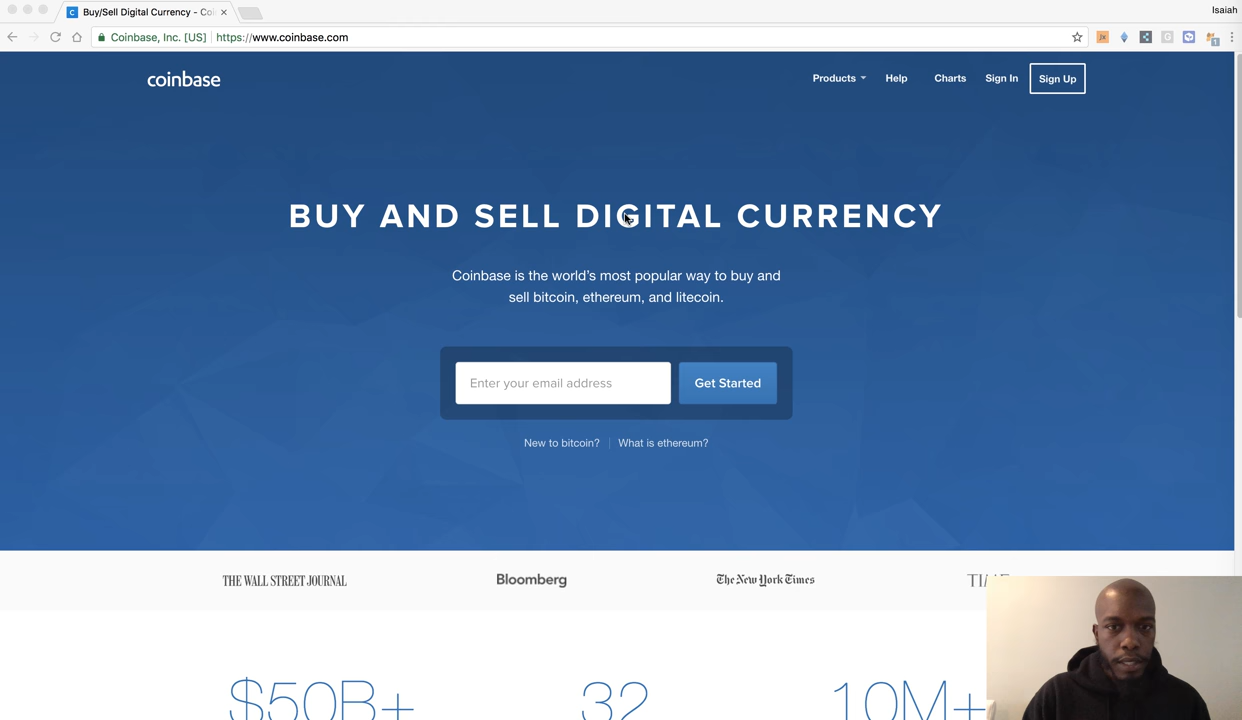 Buy/Sell Digital Currency - Coi
Isaiah
Coinbase, Inc. [US] | https://www.coinbase.com
coinbase
Products Help Charts Sign In Sign Up
BUY AND SELL DIGITAL CURRENCY
Coinbase is the world's most popular way to buy and
sell bitcoin, ethereum, and litecoin.
Enter your email address Get Started
New to bitcoin? | What is ethereum?
THE WALL STREET JOURNAL Bloomberg The New York Times
$50B+ 32 10M+